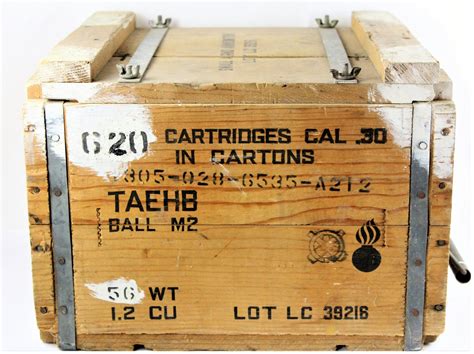 620 CARTRIDGES CAL .30
IN CARTONS
1305-028-6535-A212
TAEHB
BALL M2
56 WT
1.2 CU
LOT LC 39216